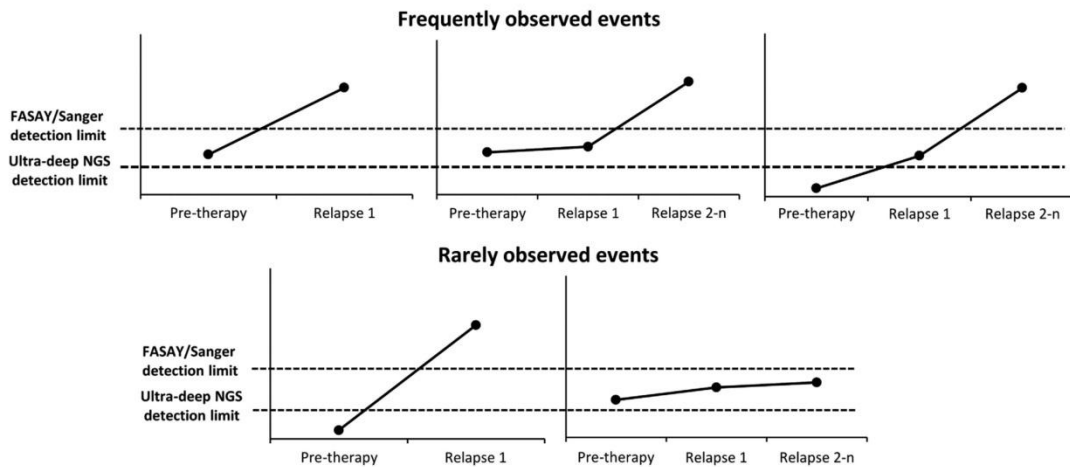 Frequently observed events
FASAY/Sanger
detection limit
Ultra-deep NGS
detection limit
Pre-therapy Relapse 1
Pre-therapy Relapse 1 Relapse 2-n
Pre-therapy Relapse 1 Relapse 2-n
Rarely observed events
FASAY/Sanger
detection limit
Ultra-deep NGS
detection limit
Pre-therapy Relapse 1
Pre-therapy Relapse 1 Relapse 2-n